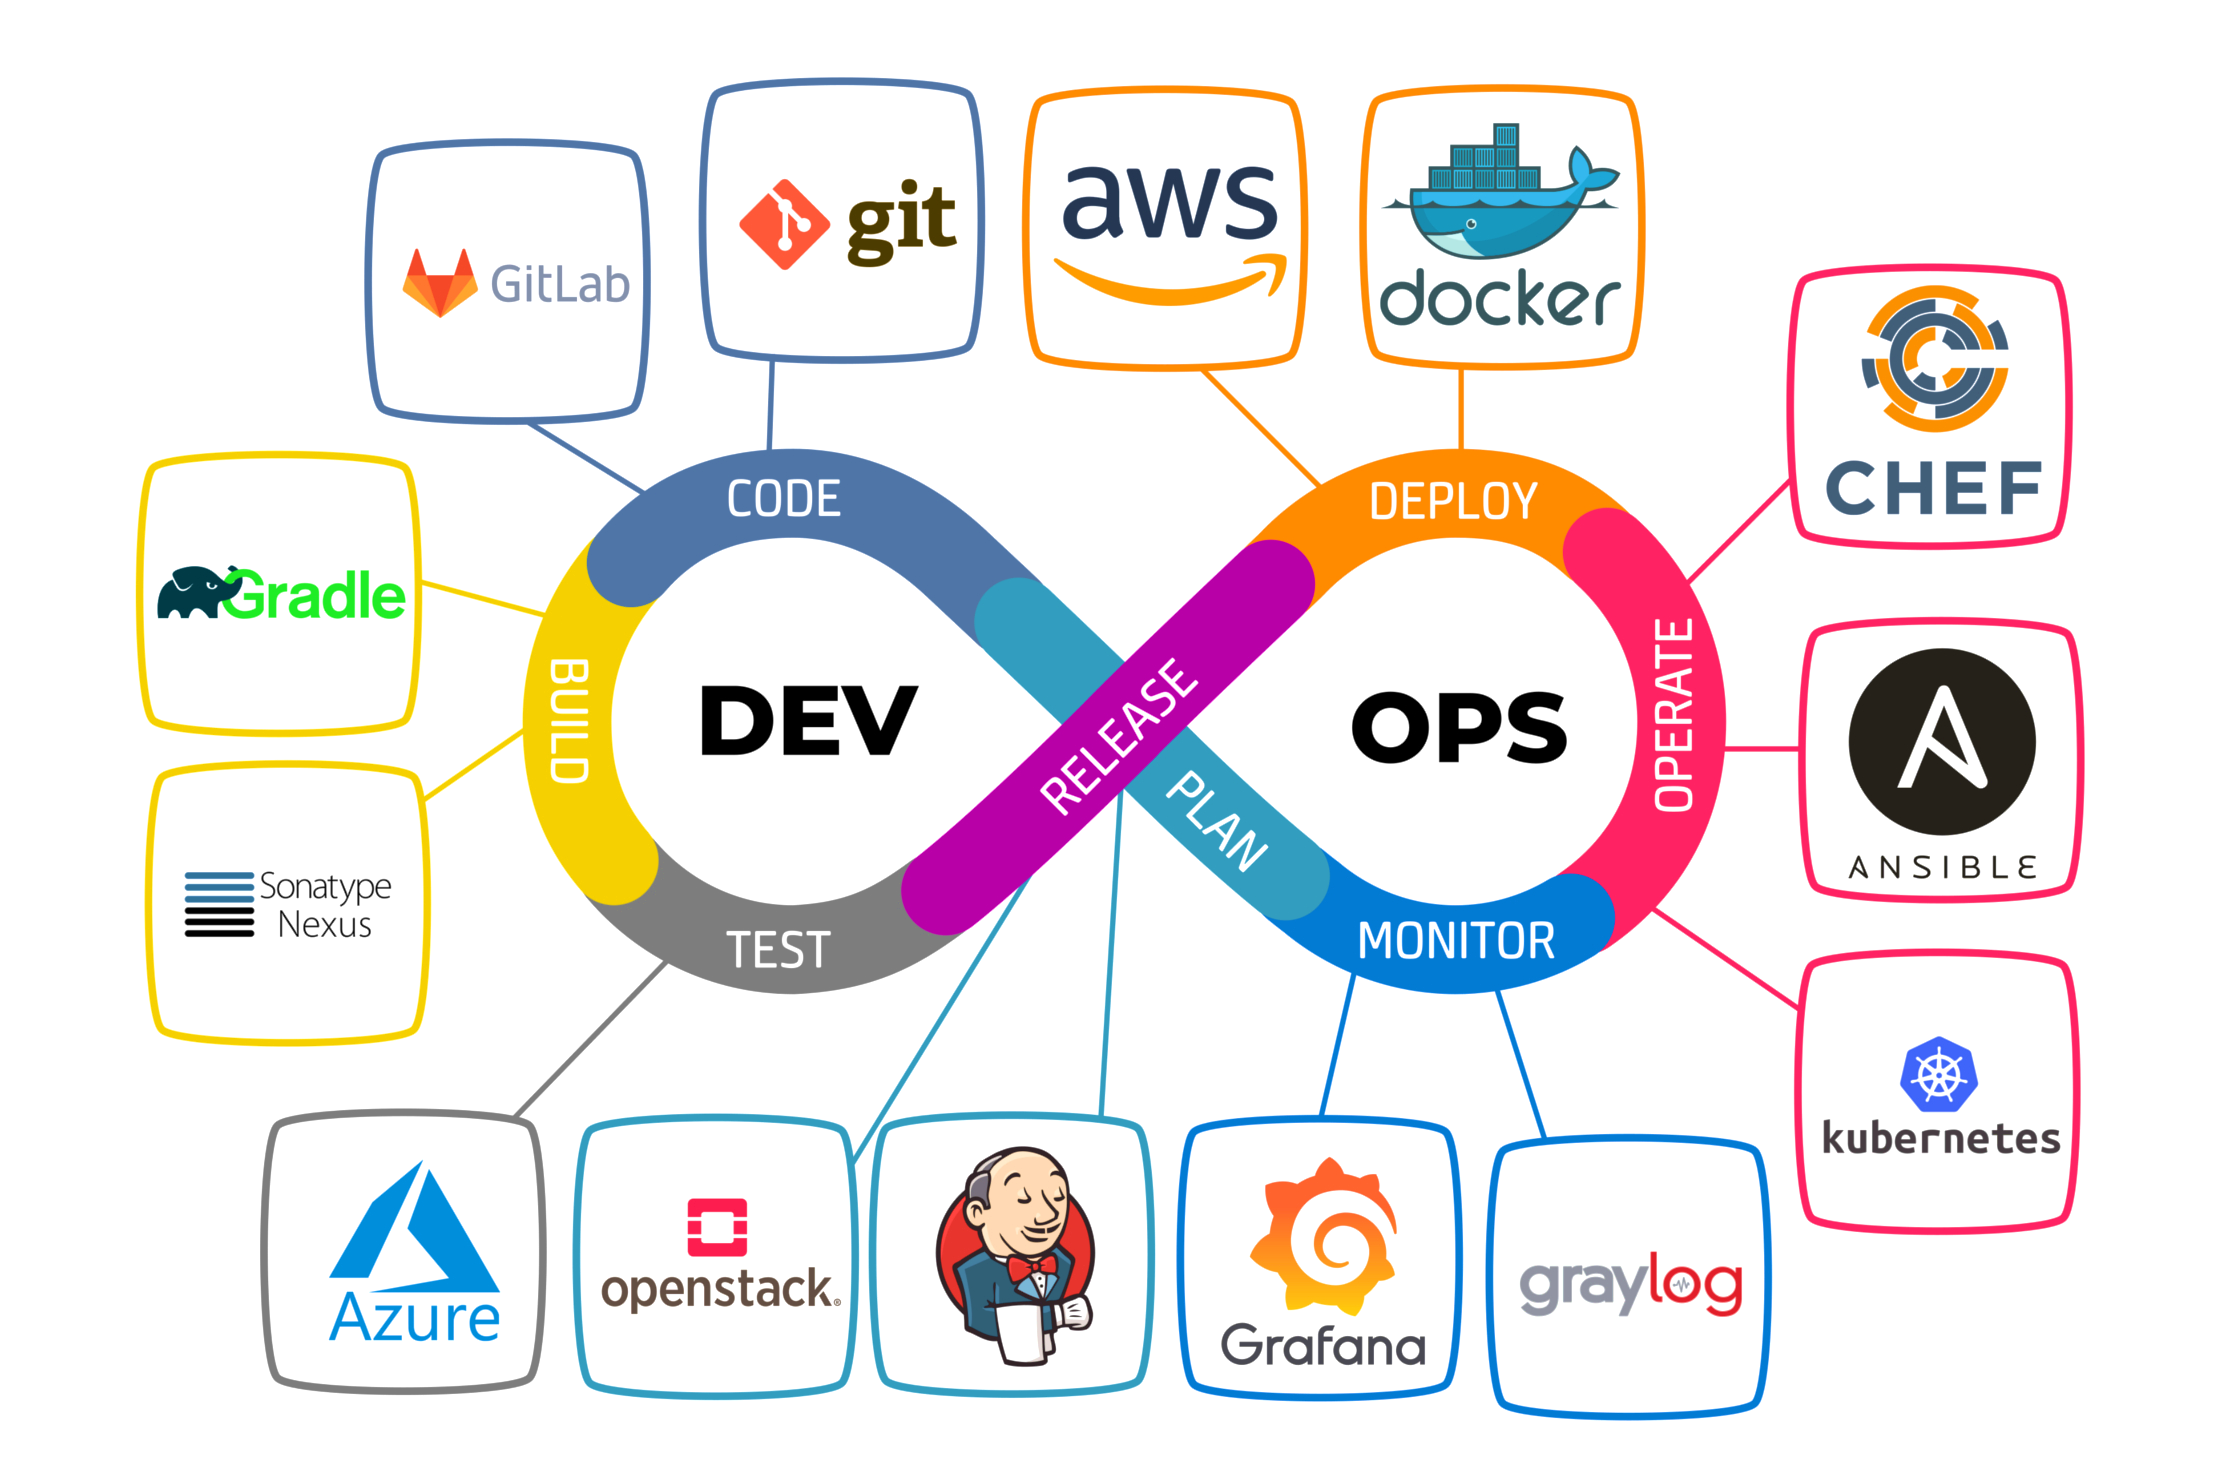 git
aws
docker
GitLab
CHEF
CODE
DEPLOY
Gradle
BUILD
DEV
RELEASE
OPS
OPERATE
PLAN
ANSIBLE
Sonatype
Nexus
TEST
MONITOR
kubernetes
Azure
openstack®
Grafana
graylog